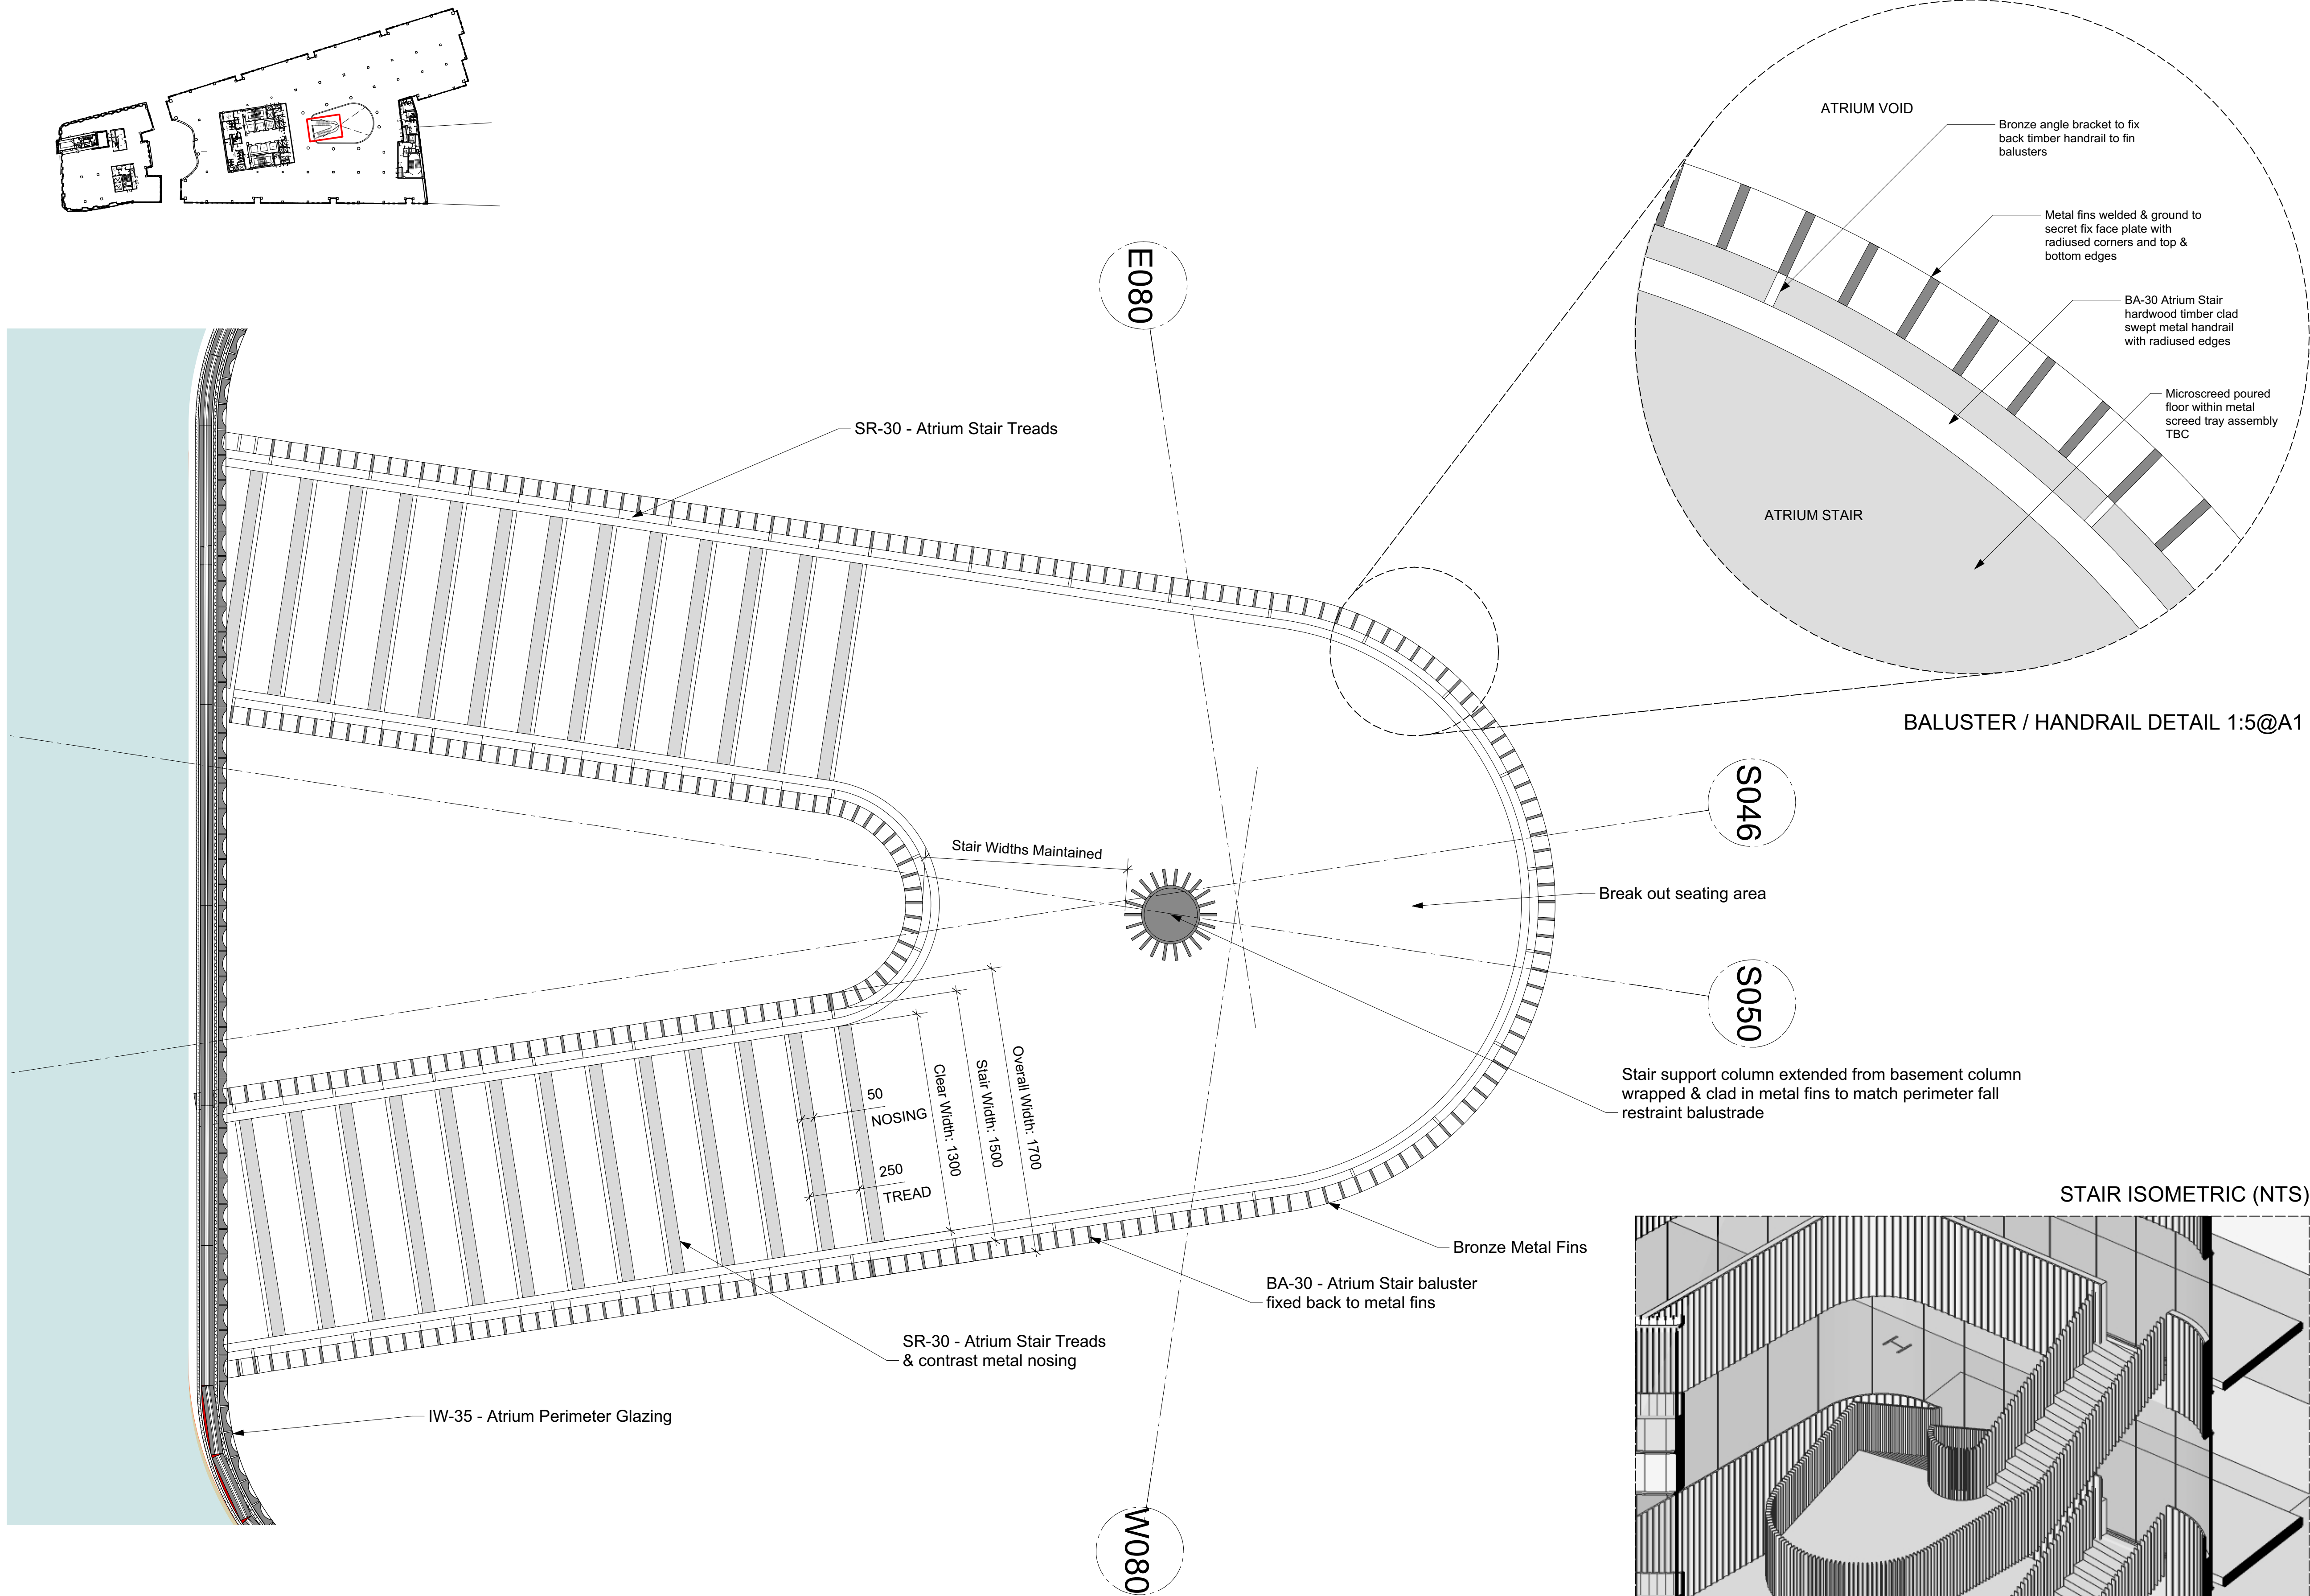 ATRIUM VOID
Bronze angle bracket to fix
back timber handrail to fin
balusters
Metal fins welded & ground to
secret fix face plate with
radiused corners and top &
bottom edges
BA-30 Atrium Stair
hardwood timber clad
swept metal handrail
with radiused edges
Microscreed poured
floor within metal
screed tray assembly
TBC
ATRIUM STAIR
BALUSTER / HANDRAIL DETAIL 1:5@A1
E080
SR-30 - Atrium Stair Treads
S046
Stair Widths Maintained
Break out seating area
S050
Stair support column extended from basement column
wrapped & clad in metal fins to match perimeter fall
restraint balustrade
50
NOSING
250
TREAD
Clear Width: 1300
Stair Width: 1500
Overall Width: 1700
STAIR ISOMETRIC (NTS)
Bronze Metal Fins
BA-30 - Atrium Stair baluster
fixed back to metal fins
SR-30 - Atrium Stair Treads
& contrast metal nosing
IW-35 - Atrium Perimeter Glazing
W080
H